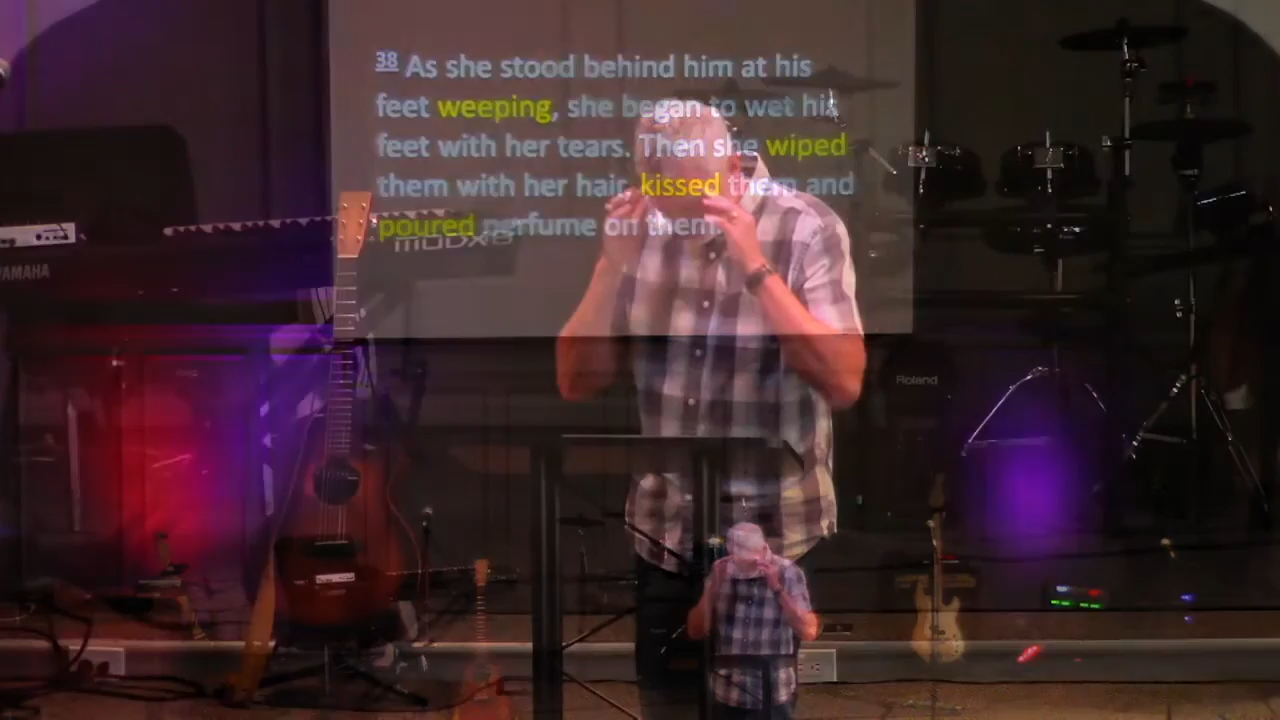 38 As she stood behind him at his
feet weeping, she began to wet his
feet with her tears. Then she wiped
them with her hair, kissed them and
poured perfume on them.
MODX8
YAMAHA
Roland